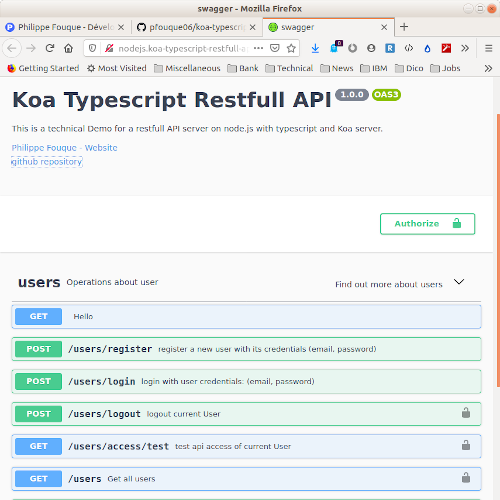 swagger - Mozilla Firefox
Philippe Fouque - Dévelo
pfouque06/koa-typescri
swagger
nodejs.koa-typescript-restfull-a
Getting Started
Most Visited
Miscellaneous
Bank
Technical
News
IBM
Dico
Jobs
Koa Typescript Restfull API 1.0.0 OAS3
This is a technical Demo for a restfull API server on node.js with typescript and Koa server.
Philippe Fouque - Website
github repository
Authorize
users Operations about user Find out more about users
GET Hello
POST /users/register register a new user with its credentials (email, password)
POST /users/login login with user credentials: (email, password)
POST /users/logout logout current User
GET /users/access/test test api access of current User
GET /users Get all users